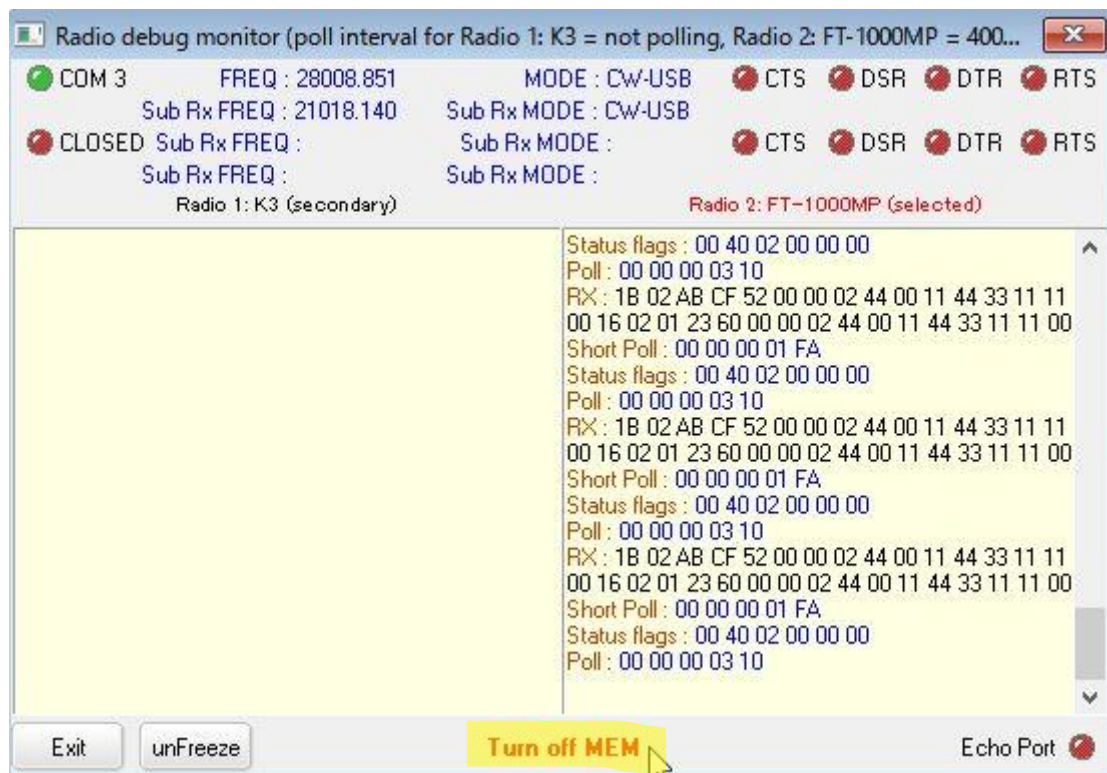 Radio debug monitor (poll interval for Radio 1: K3 = not polling, Radio 2: FT-1000MP = 400...
COM 3 FREQ : 28008.851 MODE : CW-USB CTS DSR DTR RTS
Sub Rx FREQ : 21018.140 Sub Rx MODE : CW-USB
CLOSED Sub Rx FREQ : Sub Rx MODE : CTS DSR DTR RTS
Sub Rx FREQ : Sub Rx MODE :
Radio 1: K3 (secondary) Radio 2: FT-1000MP (selected)
Status flags : 00 40 02 00 00 00
Poll : 00 00 00 03 10
RX : 1B 02 AB CF 52 00 00 02 44 00 11 44 33 11 11
00 16 02 01 23 60 00 00 02 44 00 11 44 33 11 11 00
Short Poll : 00 00 00 01 FA
Status flags : 00 40 02 00 00 00
Poll : 00 00 00 03 10
RX : 1B 02 AB CF 52 00 00 02 44 00 11 44 33 11 11
00 16 02 01 23 60 00 00 02 44 00 11 44 33 11 11 00
Short Poll : 00 00 00 01 FA
Status flags : 00 40 02 00 00 00
Poll : 00 00 00 03 10
RX : 1B 02 AB CF 52 00 00 02 44 00 11 44 33 11 11
00 16 02 01 23 60 00 00 02 44 00 11 44 33 11 11 00
Short Poll : 00 00 00 01 FA
Status flags : 00 40 02 00 00 00
Poll : 00 00 00 03 10
Exit unFreeze Turn off MEM Echo Port